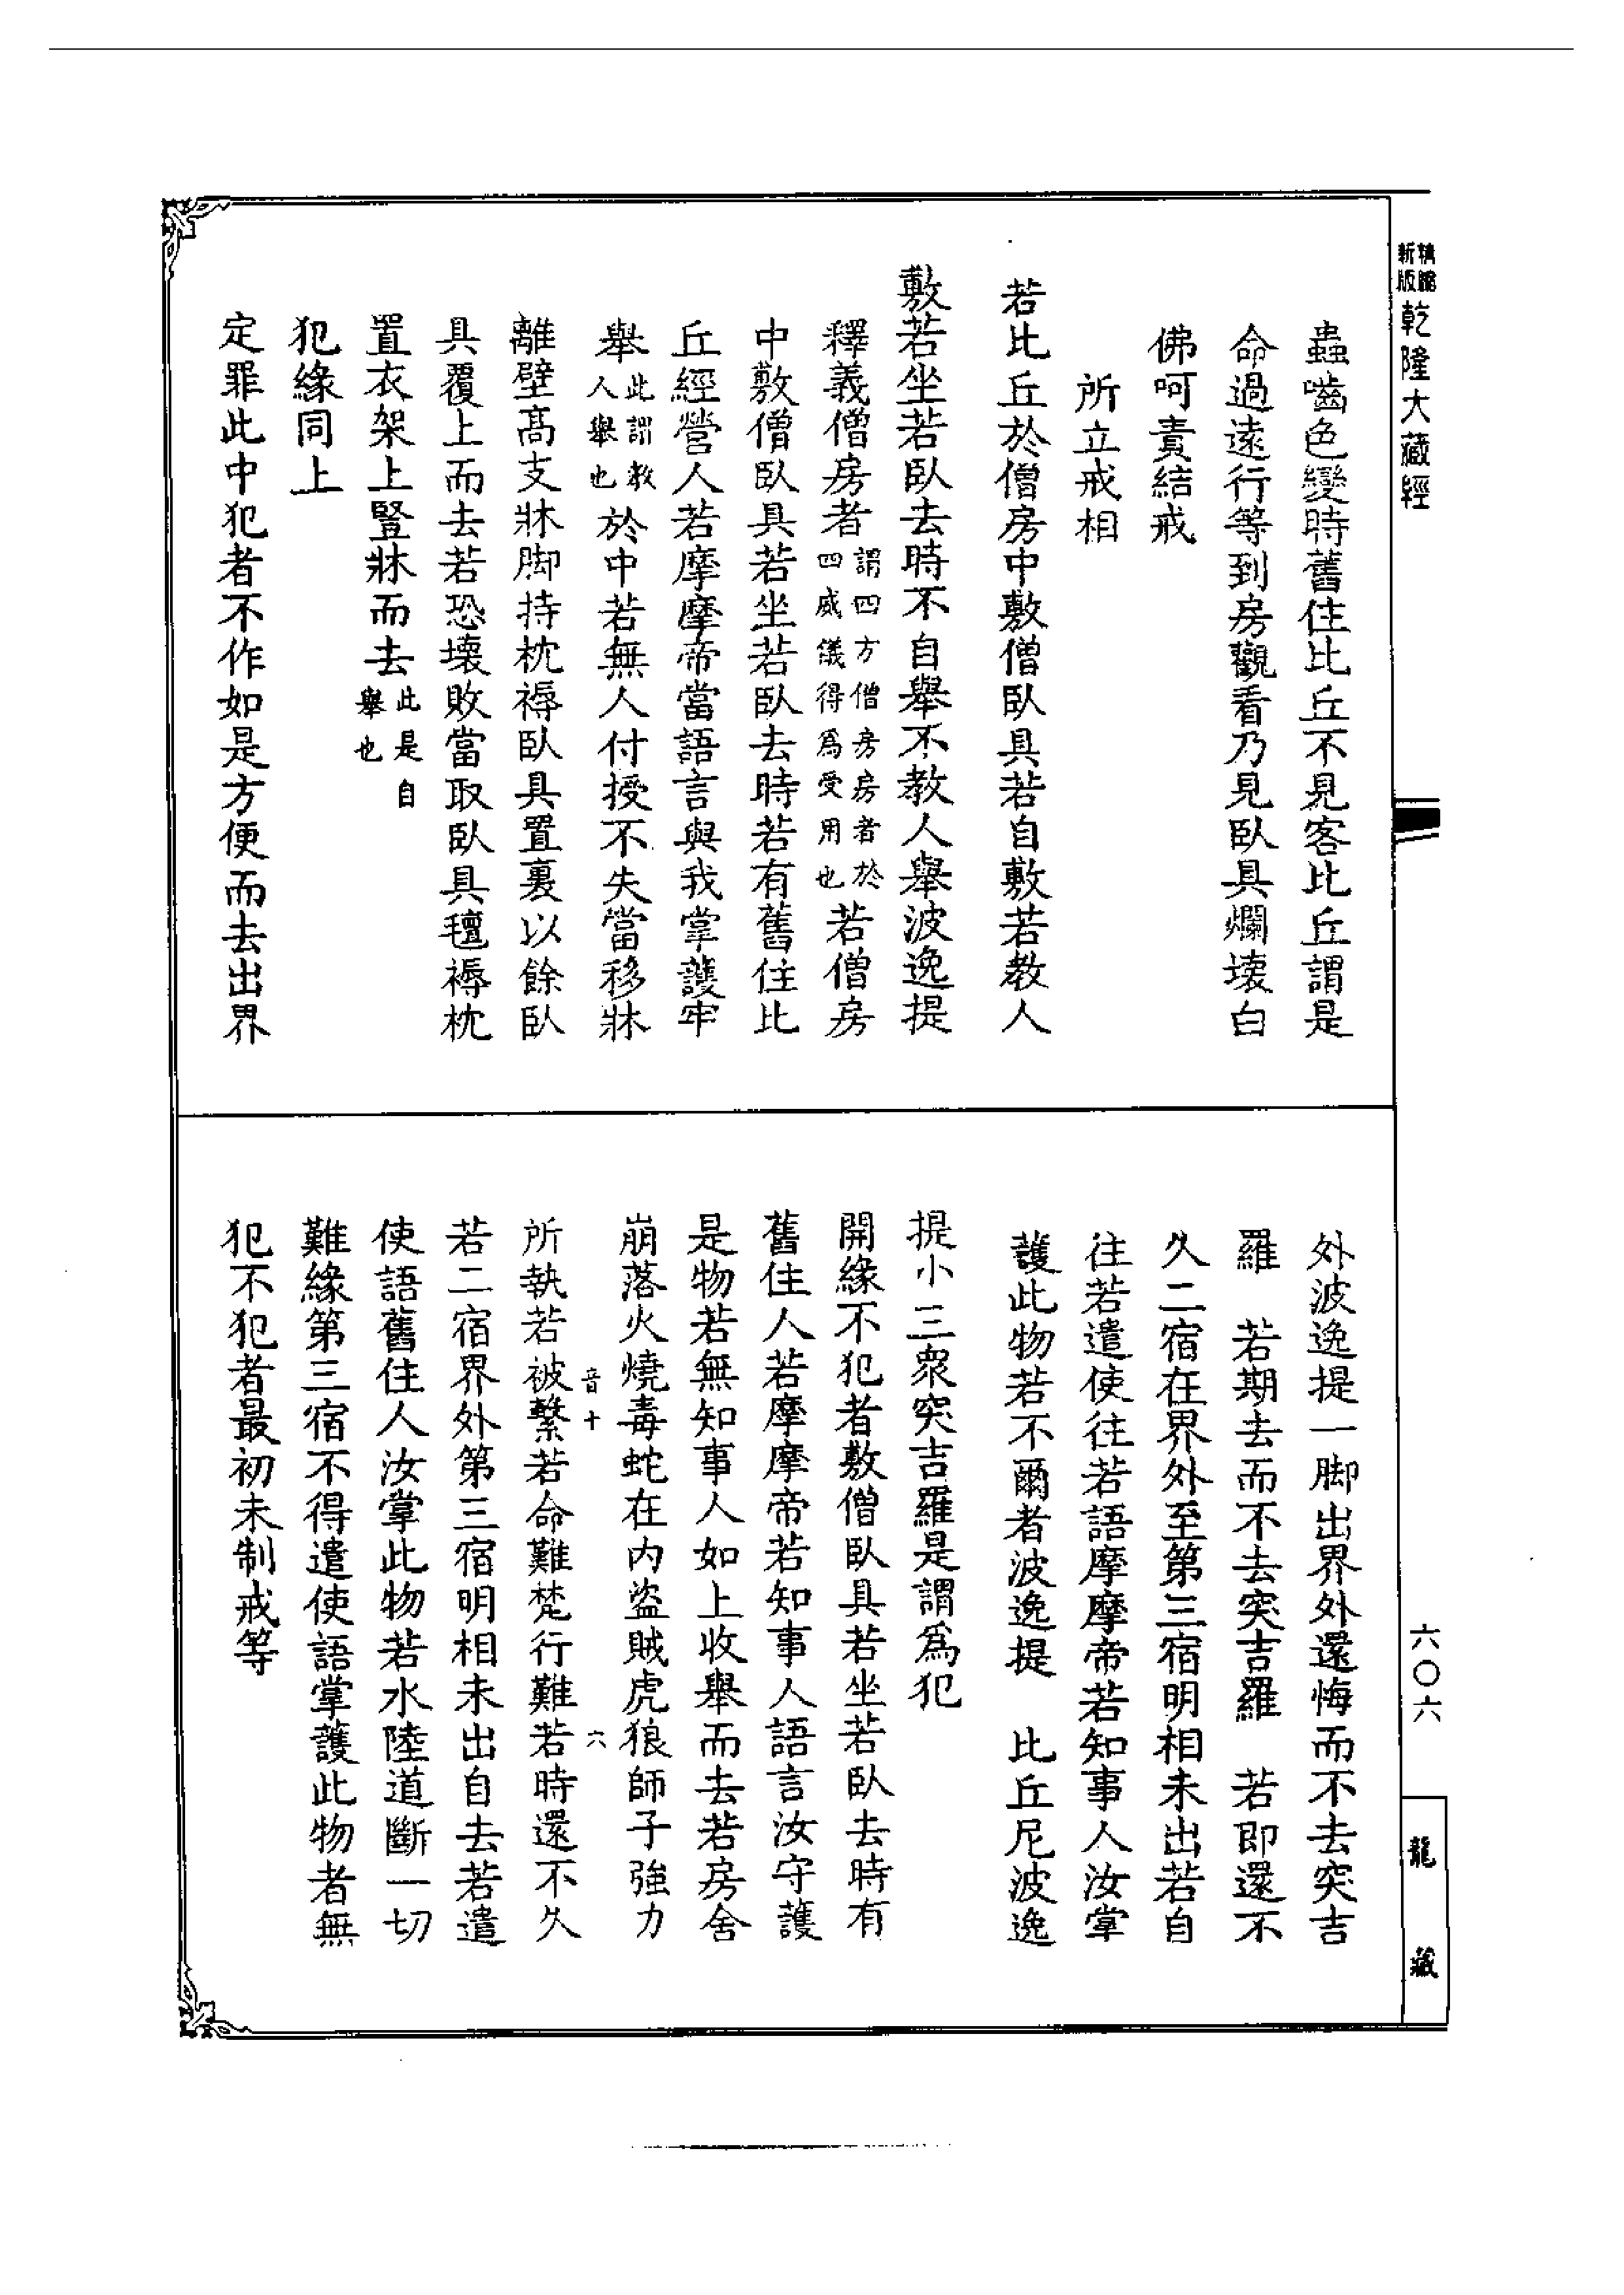 新版精縮乾隆大藏經
蟲嚙色變時舊住比丘不見客比丘謂是
命過遠行等到房觀看乃見臥具爛壞白
佛呵責結戒
所立戒相
若比丘於僧房中敷僧臥具若自敷若教人
敷若坐若臥去時不自舉不教人舉波逸提
釋義僧房者謂四方僧房房者於四威儀得爲受用也若僧房
中敷僧臥具若坐若臥去時若有舊住比
丘經營人若摩摩帝當語言與我掌護牢
舉此謂教人舉也於中若無人付授不失當移牀
離壁高支牀脚持枕褥臥具置裏以餘臥
具覆上而去若恐壞敗當取臥具氊褥枕
置衣架上豎牀而去此是自舉也
犯緣同上
定罪此中犯者不作如是方便而去出界
外波逸提一脚出界外還悔而不去突吉
羅　若期去而不去突吉羅　若即還不
久二宿在界外至第三宿明相未出若自
往若遣使往若語摩摩帝若知事人汝掌
護此物若不爾者波逸提　比丘尼波逸
提小三衆突吉羅是謂爲犯
開緣不犯者敷僧臥具若坐若臥去時有
舊住人若摩摩帝若知事人語言汝守護
是物若無知事人如上收舉而去若房舍
崩落火燒毒蛇在內盜賊虎狼師子強力
音十　六
所執若被繫若命難梵行難若時還不久
若二宿界外第三宿明相未出自去若遣
使語舊住人汝掌此物若水陸道斷一切
難緣第三宿不得遣使語掌護此物者無
犯不犯者最初未制戒等
六〇六
龍藏